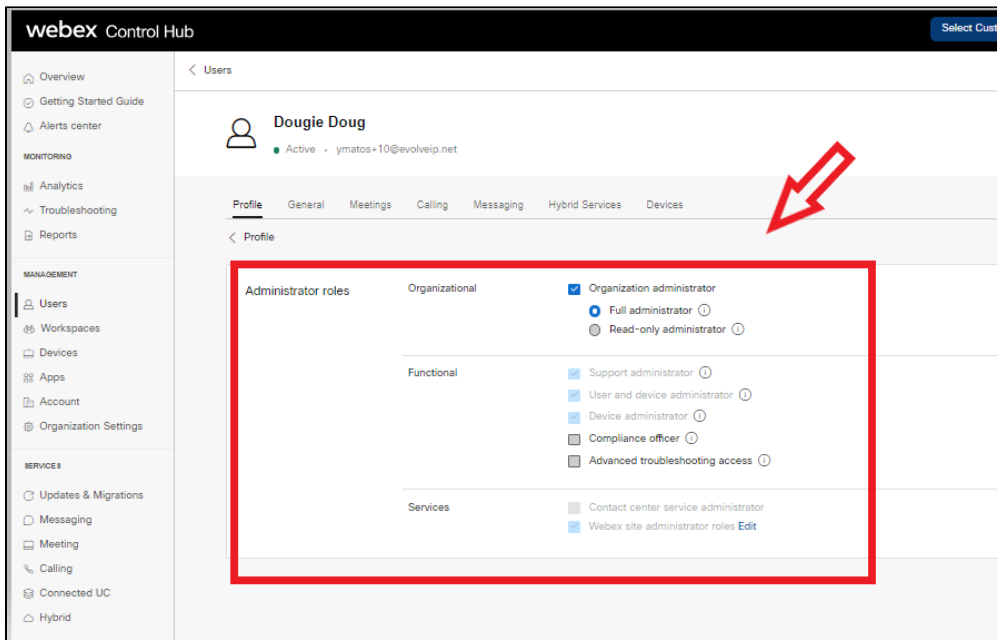 webex Control Hub
Select Cust
Overview
Getting Started Guide
Alerts center
MONITORING
Analytics
Troubleshooting
Reports
MANAGEMENT
Users
Workspaces
Devices
Apps
Account
Organization Settings
SERVICES
Updates & Migrations
Messaging
Meeting
Calling
Connected UC
Hybrid
Users
Dougie Doug
Active · ymatos+10@evolveip.net
Profile General Meetings Calling Messaging Hybrid Services Devices
Profile
Administrator roles
Organizational
Organization administrator
Full administrator
Read-only administrator
Functional
Support administrator
User and device administrator
Device administrator
Compliance officer
Advanced troubleshooting access
Services
Contact center service administrator
Webex site administrator roles Edit